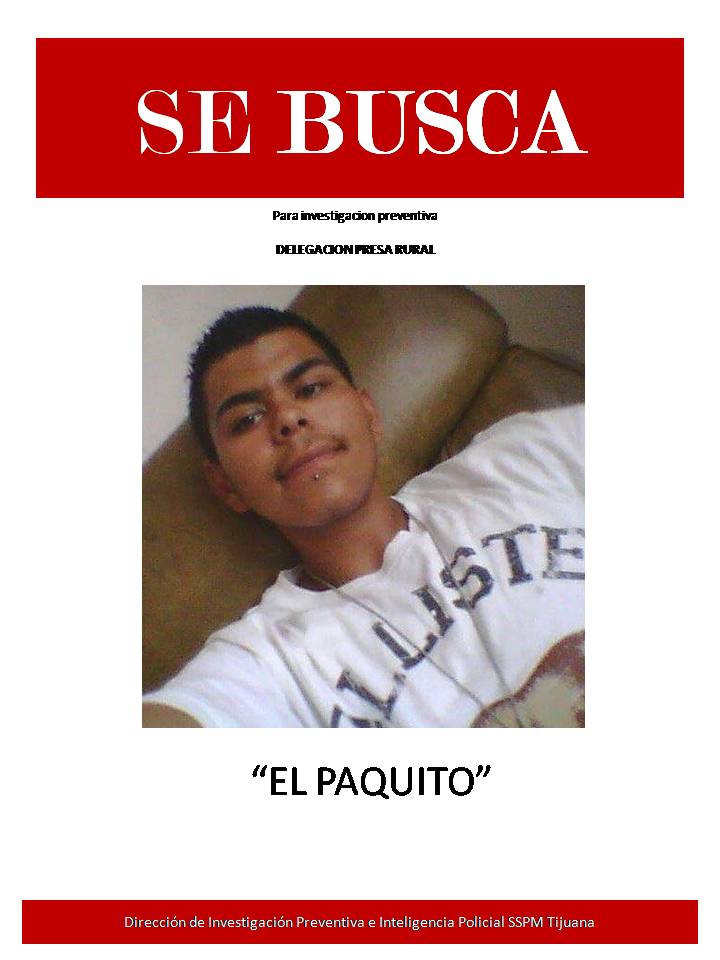 SE BUSCA
Para investigacion preventiva
DELEGACION PRESA RURAL
LLISTE
“EL PAQUITO”
Dirección de Investigación Preventiva e Inteligencia Policial SSPM Tijuana